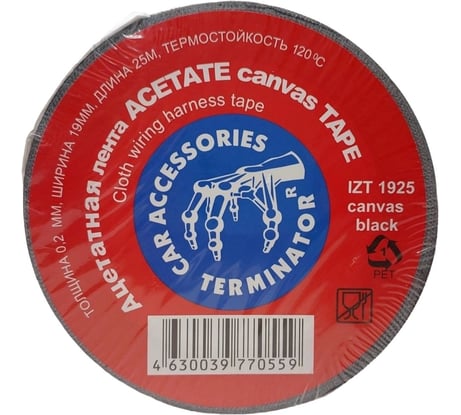 ТОЛЩИНА 0,2 ММ, ШИРИНА 19ММ, ДЛИНА 25М, ТЕРМОСТОЙКОСТЬ 120°C
Ацетатная лента ACETATE canvas TAPE
Cloth wiring harness tape
CAR ACCESSORIES
TERMINATOR R
IZT 1925
canvas
black
1
PET
4 630039 770559